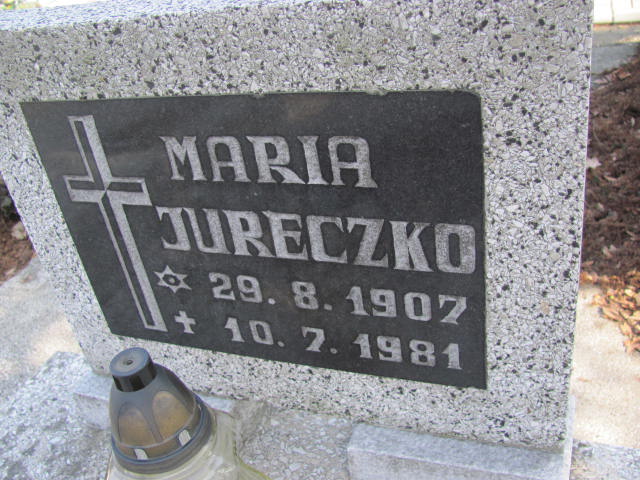 MARIA
JURECZKO
✡ 29. 8. 1907
✝ 10. 7. 1981